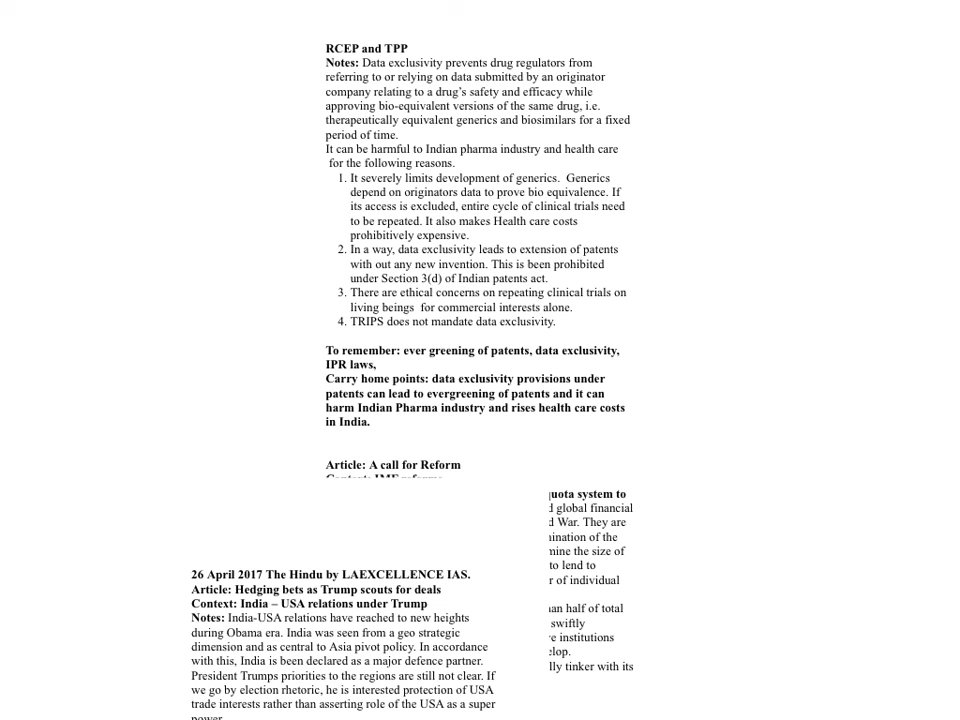 RCEP and TPP
Notes: Data exclusivity prevents drug regulators from
referring to or relying on data submitted by an originator
company relating to a drug's safety and efficacy while
approving bio-equivalent versions of the same drug, i.e.
therapeutically equivalent generics and biosimilars for a fixed
period of time.
It can be harmful to Indian pharma industry and health care
for the following reasons.
1. It severely limits development of generics. Generics
depend on originators data to prove bio equivalence. If
its access is excluded, entire cycle of clinical trials need
to be repeated. It also makes Health care costs
prohibitively expensive.
2. In a way, data exclusivity leads to extension of patents
with out any new invention. This is been prohibited
under Section 3(d) of Indian patents act.
3. There are ethical concerns on repeating clinical trials on
living beings for commercial interests alone.
4. TRIPS does not mandate data exclusivity.
To remember: ever greening of patents, data exclusivity,
IPR laws,
Carry home points: data exclusivity provisions under
patents can lead to evergreening of patents and it can
harm Indian Pharma industry and rises health care costs
in India.
Article: A call for Reform
system to
global financial
War. They are
of the
the size of
to lend to
of individual
half of total
swiftly
institutions
tinker with its
26 April 2017 The Hindu by LAEXCELLENCE IAS.
Article: Hedging bets as Trump scouts for deals
Context: India – USA relations under Trump
Notes: India-USA relations have reached to new heights
during Obama era. India was seen from a geo strategic
dimension and as central to Asia pivot policy. In accordance
with this, India is been declared as a major defence partner.
President Trumps priorities to the regions are still not clear. If
we go by election rhetoric, he is interested protection of USA
trade interests rather than asserting role of the USA as a super